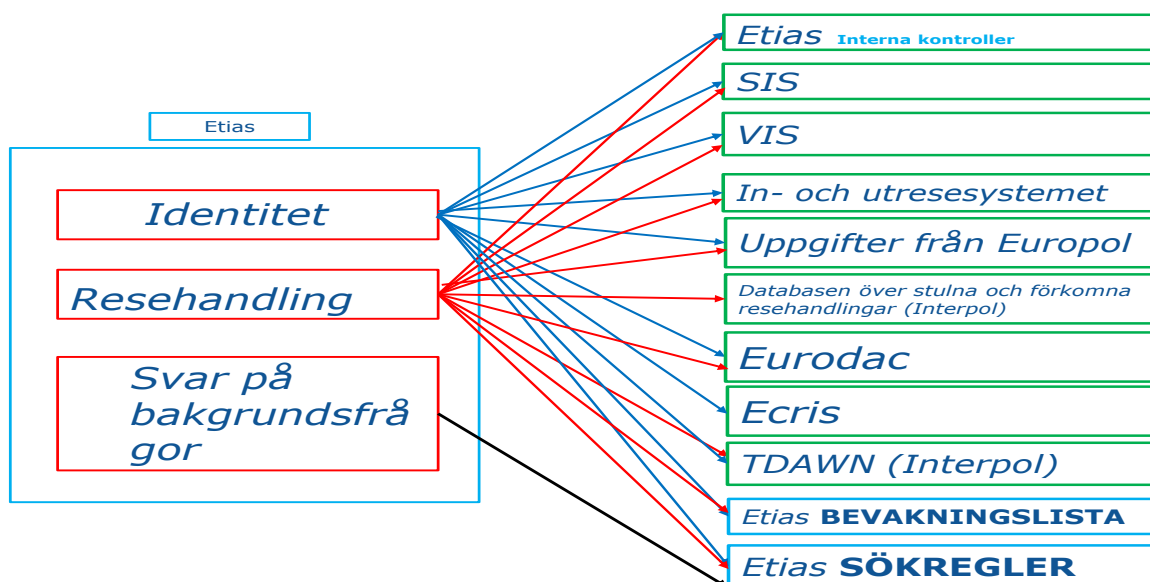 Etias
Identitet
Resehandling
Svar på
bakgrundsfrå
gor
Etias Interna kontroller
SIS
VIS
In- och utresesystemet
Uppgifter från Europol
Databasen över stulna och förkomna
resehandlingar (Interpol)
Eurodac
Ecris
TDAWN (Interpol)
Etias BEVAKNINGSLISTA
Etias SÖKREGLER